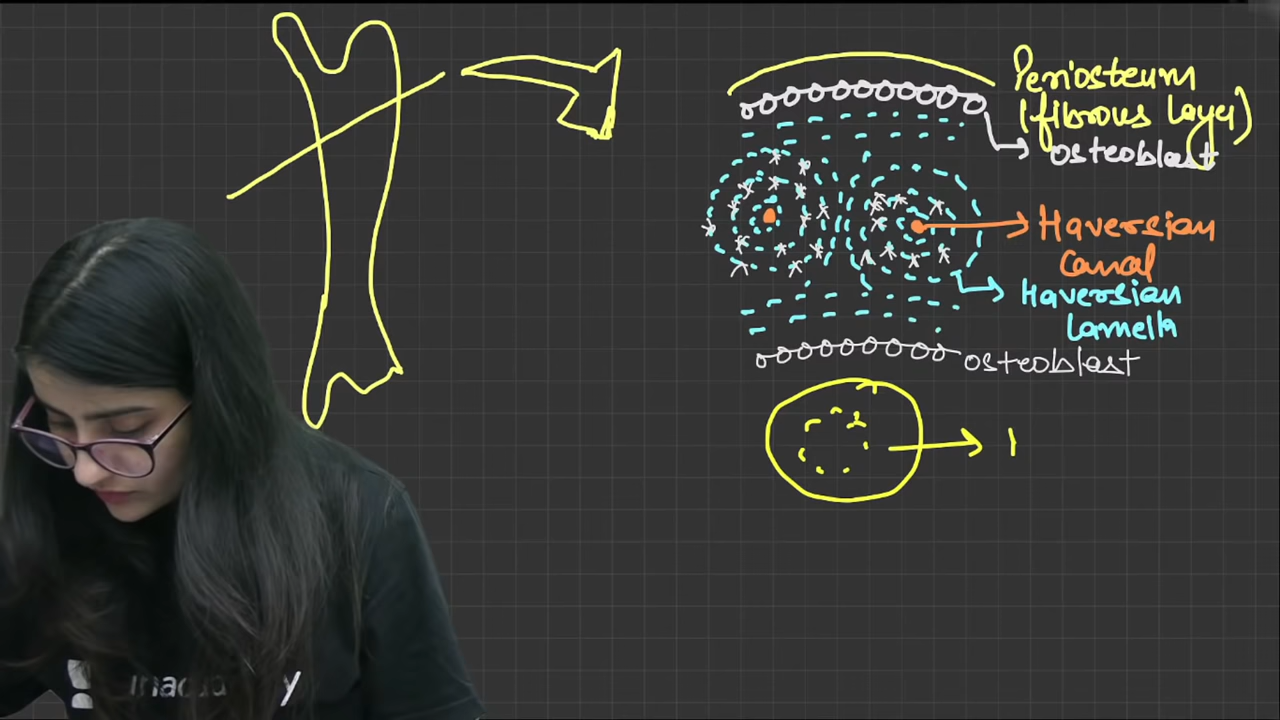 Periosteum
(fibrous layer)
osteoblast
Haversian
Canal
Haversian
lamella
osteoblast